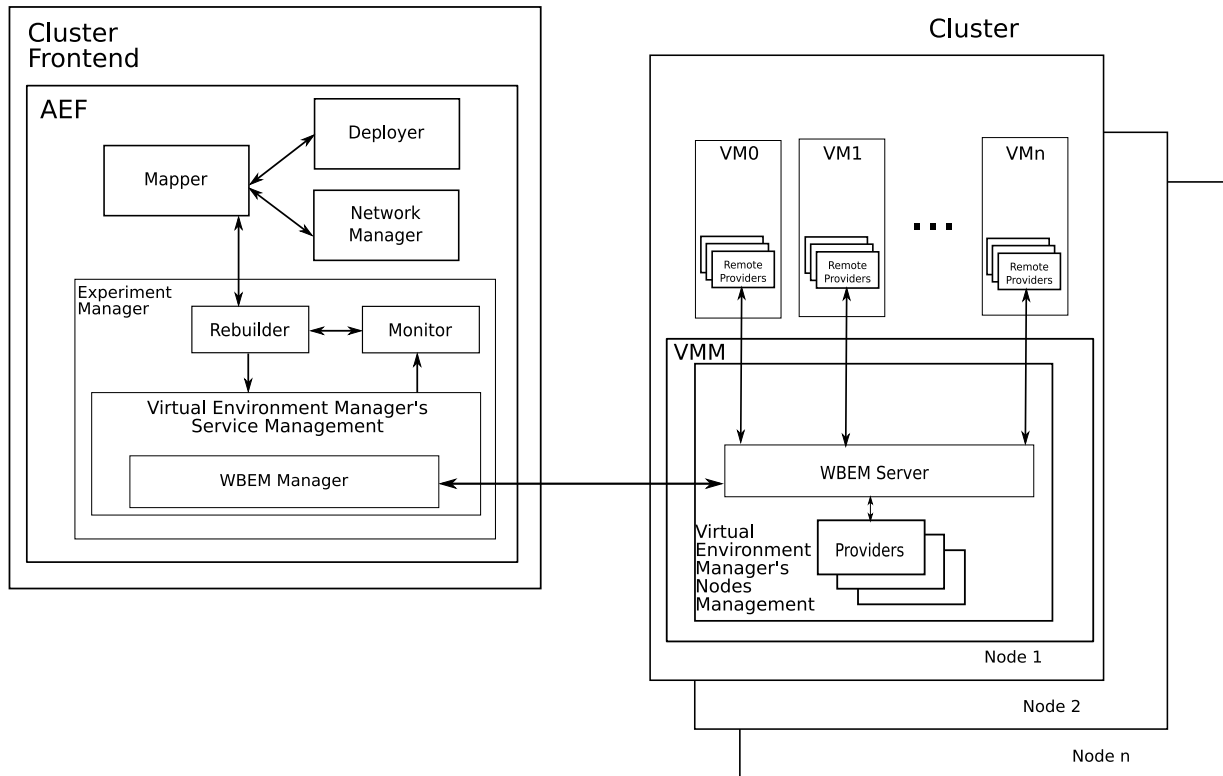 Cluster
Frontend
AEF
Deployer
Mapper
Network
Manager
Experiment
Manager
Rebuilder
Monitor
Virtual Environment Manager's
Service Management
WBEM Manager
Cluster
VM0
VM1
VMn
...
Remote
Providers
Remote
Providers
Remote
Providers
VMM
WBEM Server
Virtual
Environment
Manager's
Nodes
Management
Providers
Node 1
Node 2
Node n